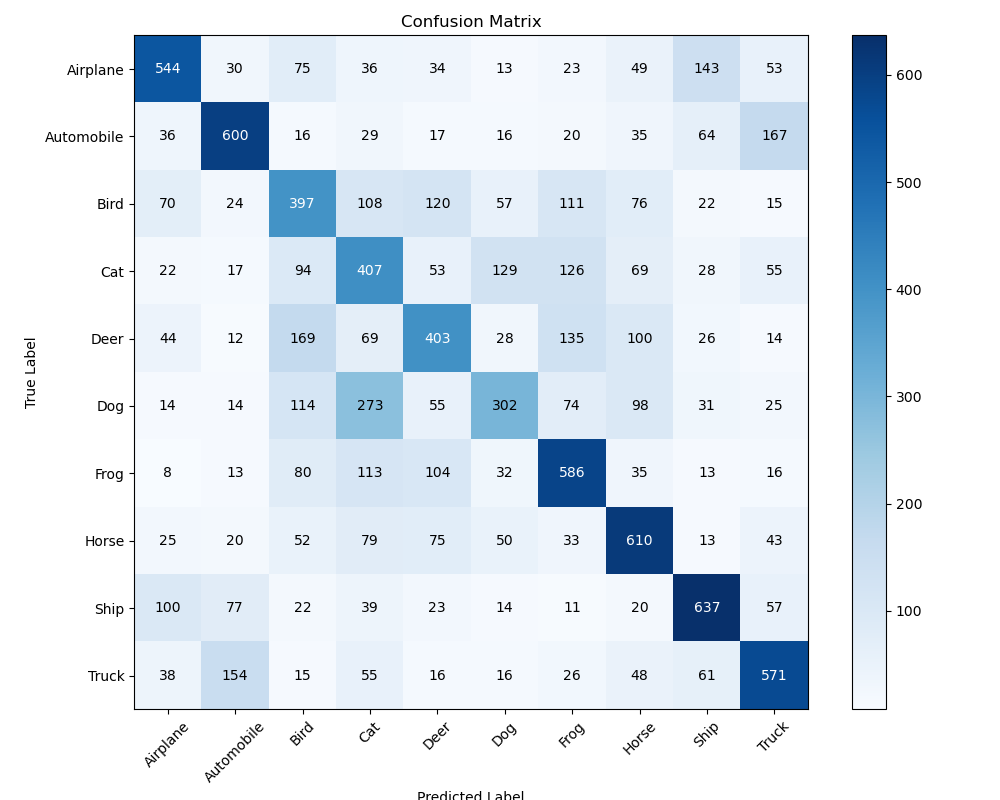 Confusion Matrix
Airplane 544 30 75 36 34 13 23 49 143 53
Automobile 36 600 16 29 17 16 20 35 64 167
Bird 70 24 397 108 120 57 111 76 22 15
Cat 22 17 94 407 53 129 126 69 28 55
Deer 44 12 169 69 403 28 135 100 26 14
Dog 14 14 114 273 55 302 74 98 31 25
Frog 8 13 80 113 104 32 586 35 13 16
Horse 25 20 52 79 75 50 33 610 13 43
Ship 100 77 22 39 23 14 11 20 637 57
Truck 38 154 15 55 16 16 26 48 61 571
True Label
Airplane Automobile Bird Cat Deer Dog Frog Horse Ship Truck
Predicted Label
600
500
400
300
200
100